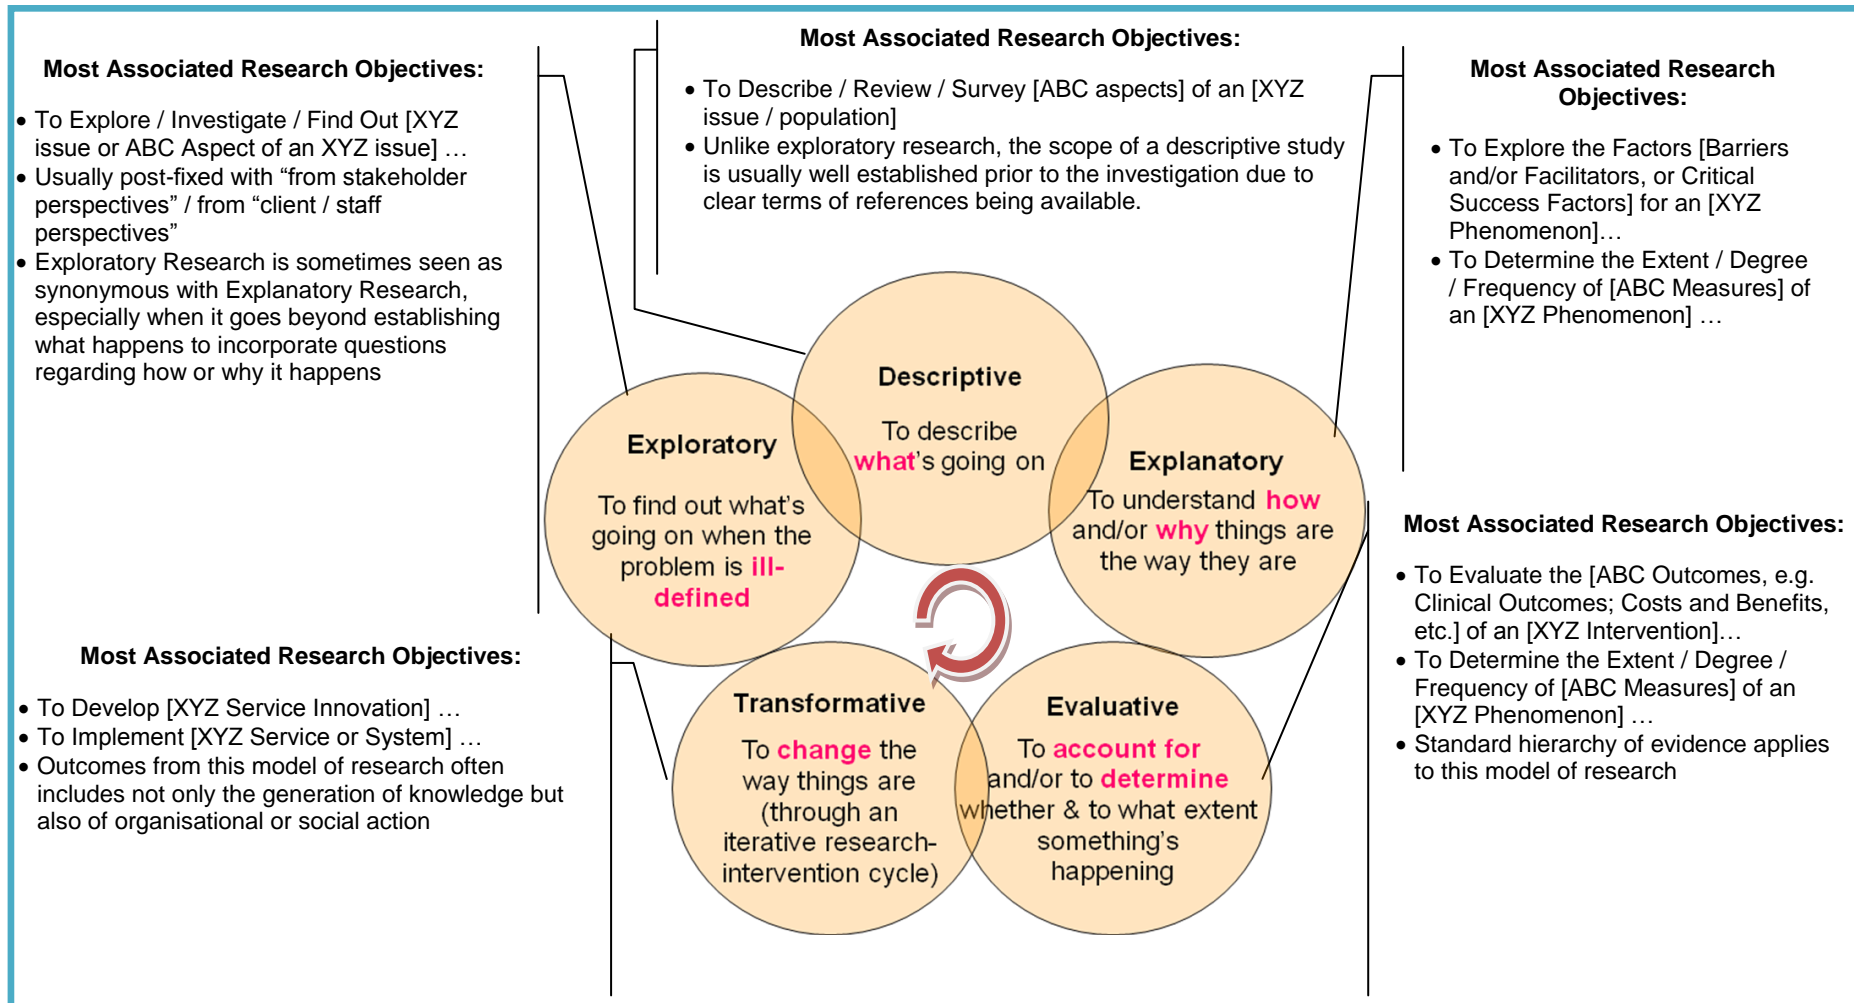 Most Associated Research Objectives:
• To Explore / Investigate / Find Out [XYZ
issue or ABC Aspect of an XYZ issue] …
• Usually post-fixed with “from stakeholder
perspectives” / from “client / staff
perspectives”
• Exploratory Research is sometimes seen as
synonymous with Explanatory Research,
especially when it goes beyond establishing
what happens to incorporate questions
regarding how or why it happens
Most Associated Research Objectives:
• To Describe / Review / Survey [ABC aspects] of an [XYZ
issue / population]
• Unlike exploratory research, the scope of a descriptive study
is usually well established prior to the investigation due to
clear terms of references being available.
Most Associated Research
Objectives:
• To Explore the Factors [Barriers
and/or Facilitators, or Critical
Success Factors] for an [XYZ
Phenomenon]…
• To Determine the Extent / Degree
/ Frequency of [ABC Measures] of
an [XYZ Phenomenon] …
Descriptive
To describe
what’s going on
Exploratory
To find out what’s
going on when the
problem is ill-
defined
Explanatory
To understand how
and/or why things are
the way they are
Most Associated Research Objectives:
• To Evaluate the [ABC Outcomes, e.g.
Clinical Outcomes; Costs and Benefits,
etc.] of an [XYZ Intervention]…
• To Determine the Extent / Degree /
Frequency of [ABC Measures] of an
[XYZ Phenomenon] …
• Standard hierarchy of evidence applies
to this model of research
Most Associated Research Objectives:
• To Develop [XYZ Service Innovation] …
• To Implement [XYZ Service or System] …
• Outcomes from this model of research often
includes not only the generation of knowledge but
also of organisational or social action
Transformative
To change the
way things are
(through an
iterative research-
intervention cycle)
Evaluative
To account for
and/or to determine
whether & to what extent
something’s
happening